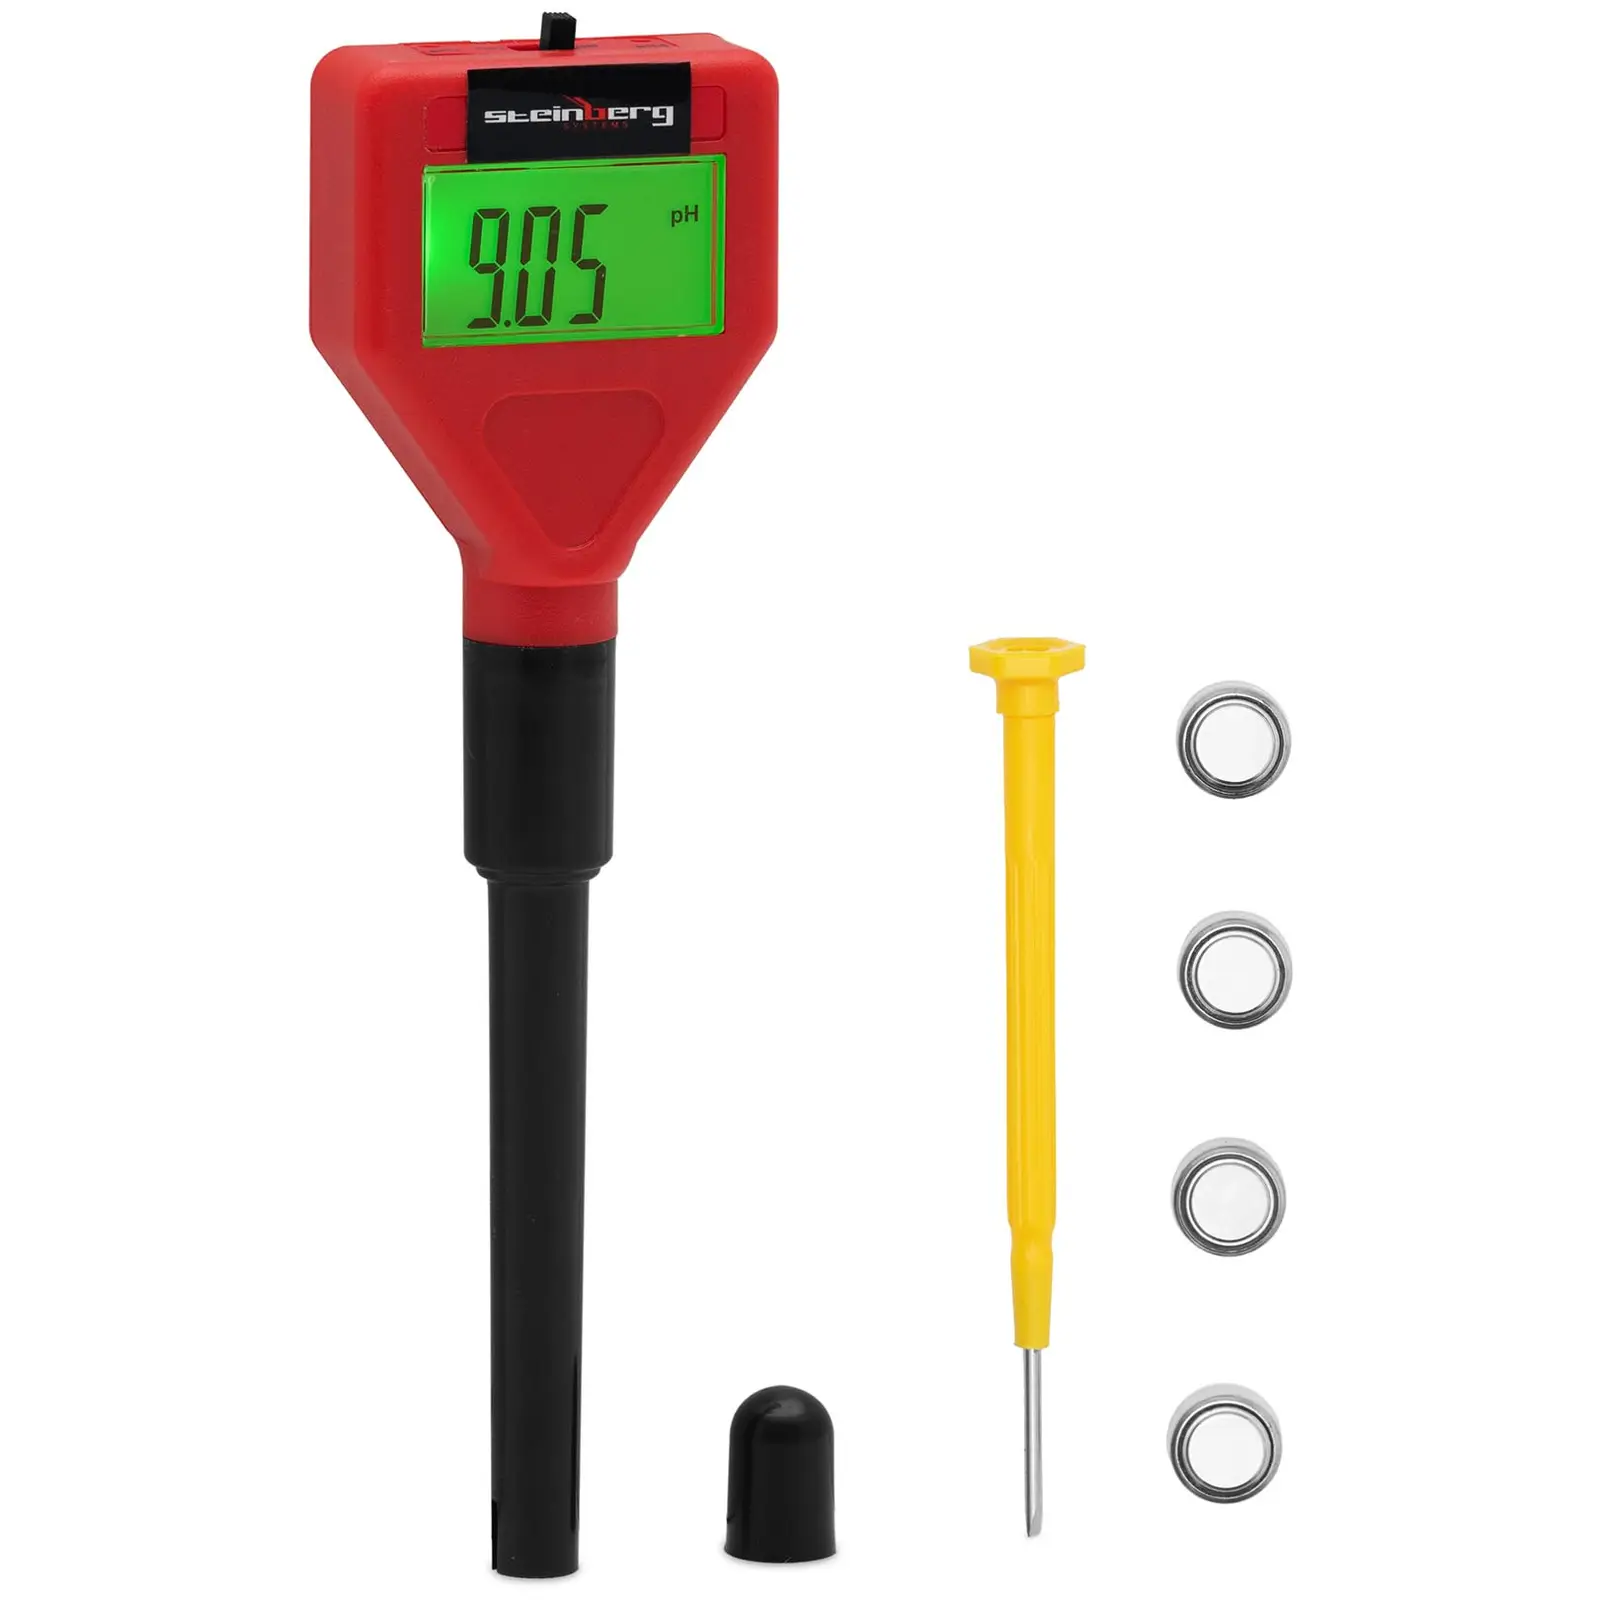 steinberg
SYSTEMS
9.05
pH